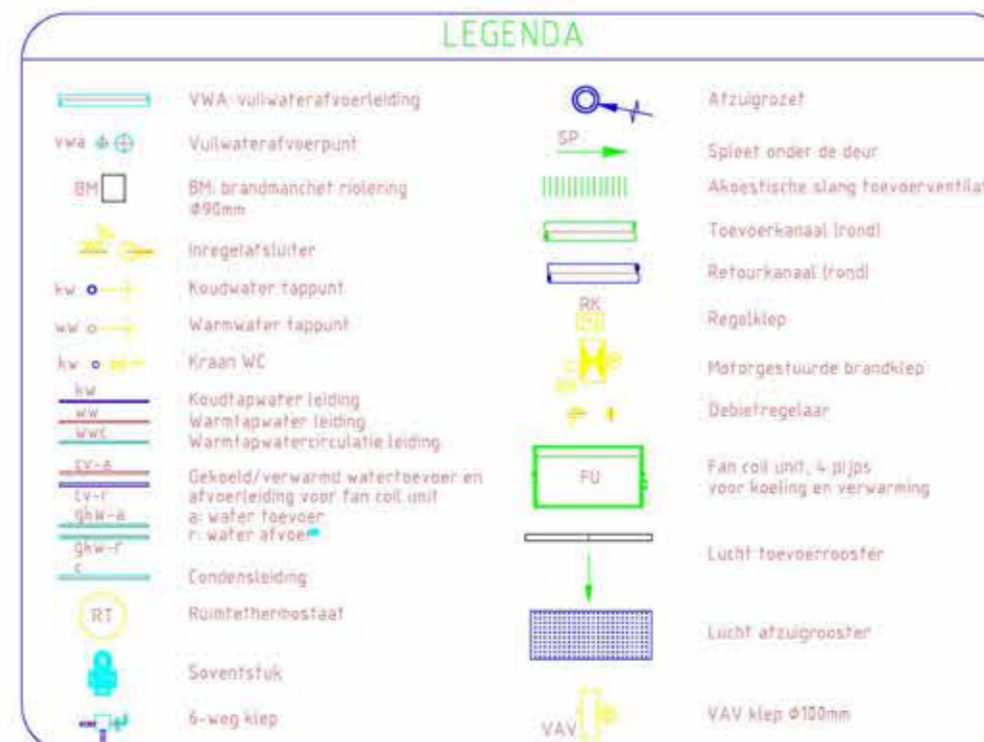 LEGENDA
VWA: vuilwaterafvoerleiding
vwa
Vuilwaterafvoerpunt
BM
BM: brandmanchet riolering
Φ90mm
Inregelafsluiter
kw
Koudwater tappunt
ww
Warmwater tappunt
kw
Kraan WC
kw
Koudtapwater leiding
ww
Warmtapwater leiding
wwc
Warmtapwatercirculatie leiding
cv-a
Gekoeld/verwarmd watertoevoer en
cv-r
afvoerleiding voor fan coil unit
ghw-a
a: water toevoer
r: water afvoer
ghw-r
c
Condensleiding
RT
Ruimtethermostaat
Soventstuk
6-weg klep
Afzuigrozet
SP
Spleet onder de deur
Akoestische slang toevoerventilat
Toevoerkanaal (rond)
Retourkanaal (rond)
RK
Regelklep
Motorgestuurde brandklep
Debietregelaar
FU
Fan coil unit, 4 pijps
voor koeling en verwarming
Lucht toevoerrooster
Lucht afzuigrooster
VAV
VAV klep Φ100mm